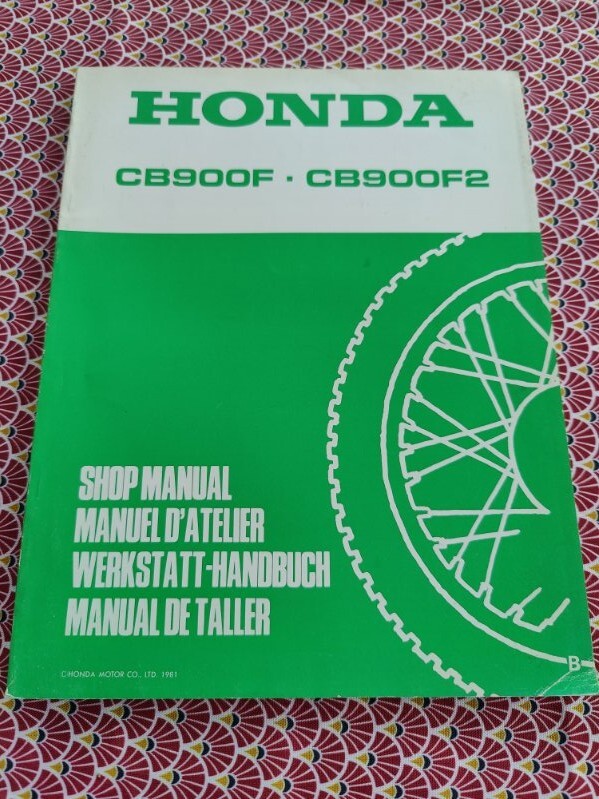 HONDA
CB900F · CB900F2
SHOP MANUAL
MANUEL D'ATELIER
WERKSTATT-HANDBUCH
MANUAL DE TALLER
©HONDA MOTOR CO., LTD. 1981
B